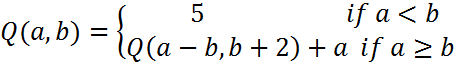 Q(a, b) = { 5 if a < b
Q(a − b, b + 2) + a if a ≥ b